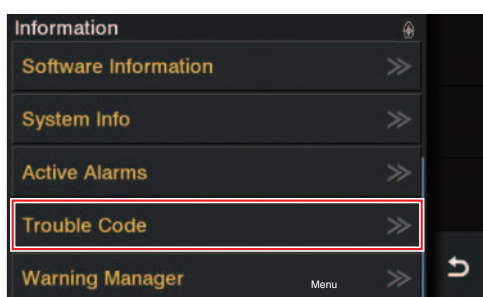 Information
Software Information
System Info
Active Alarms
Trouble Code
Warning Manager
Menu